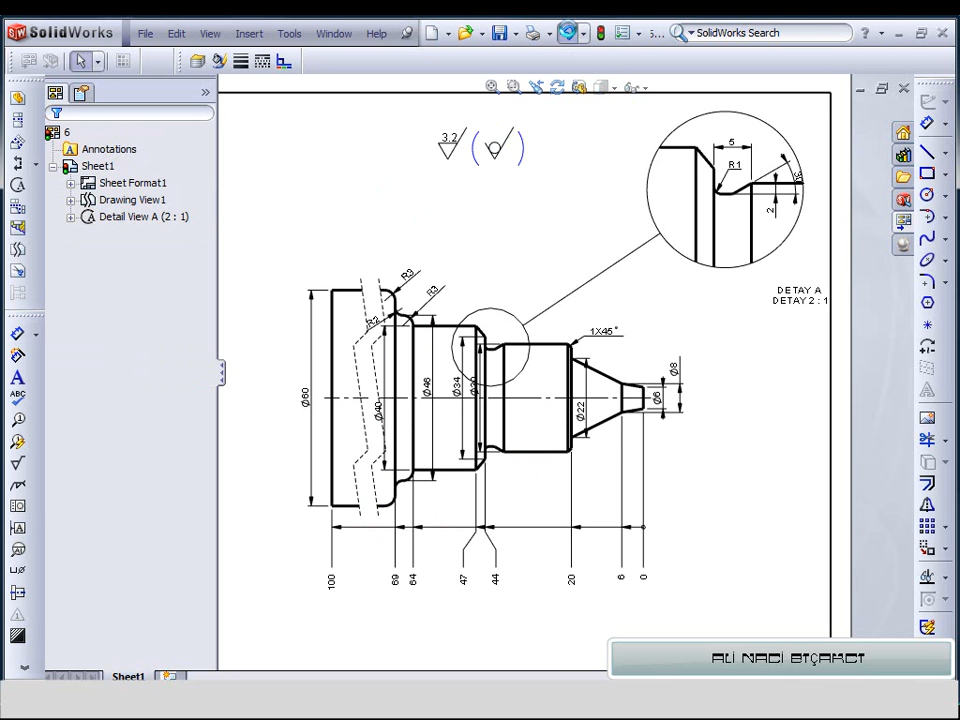 SolidWorks File Edit View Insert Tools Window Help 5... SolidWorks Search
6
Annotations
Sheet1
Sheet Format1
Drawing View1
Detail View A (2 : 1)
3.2
5
R1
2
DETAY A
DETAY 2 : 1
R3
R3
R2
1X45°
Ø60
Ø40
Ø46
Ø34
Ø22
Ø6
Ø8
100 69 64 47 44 20 6 0
Sheet1
ALİ NACİ BIÇAKCI